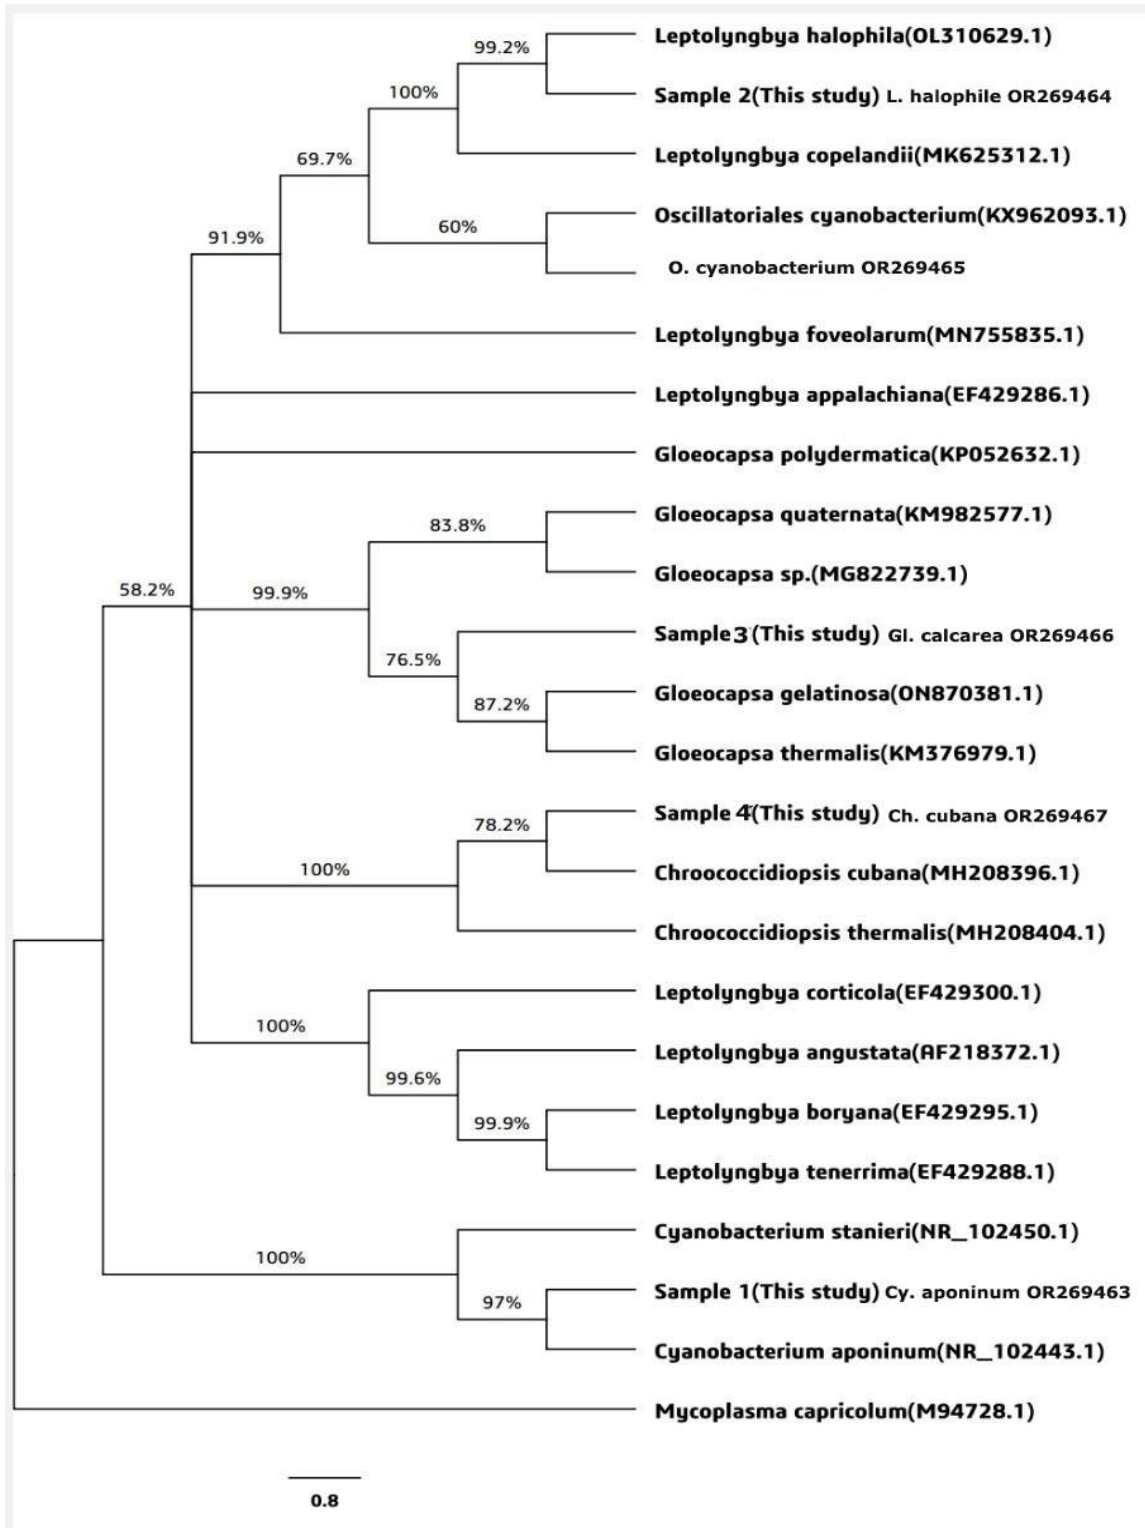 99.2%
Leptolyngbya halophila(OL310629.1)
100%
Sample 2(This study) L. halophile OR269464
69.7%
Leptolyngbya copelandii(MK625312.1)
91.9%
60%
Oscillatoriales cyanobacterium(KX962093.1)
O. cyanobacterium OR269465
Leptolyngbya foveolarum(MN755835.1)
Leptolyngbya appalachiana(EF429286.1)
Gloeocapsa polydermatica(KP052632.1)
83.8%
Gloeocapsa quaternata(KM982577.1)
58.2%
99.9%
Gloeocapsa sp.(MG822739.1)
76.5%
Sample 3 (This study) Gl. calcarea OR269466
87.2%
Gloeocapsa gelatinosa(ON870381.1)
Gloeocapsa thermalis(KM376979.1)
78.2%
Sample 4(This study) Ch. cubana OR269467
100%
Chroococcidiopsis cubana(MH208396.1)
Chroococcidiopsis thermalis(MH208404.1)
100%
Leptolyngbya corticola(EF429300.1)
99.6%
Leptolyngbya angustata(AF218372.1)
99.9%
Leptolyngbya boryana(EF429295.1)
Leptolyngbya tenerrima(EF429288.1)
100%
Cyanobacterium stanieri(NR_102450.1)
97%
Sample 1(This study) Cy. aponinum OR269463
Cyanobacterium aponinum(NR_102443.1)
Mycoplasma capricolum(M94728.1)
0.8